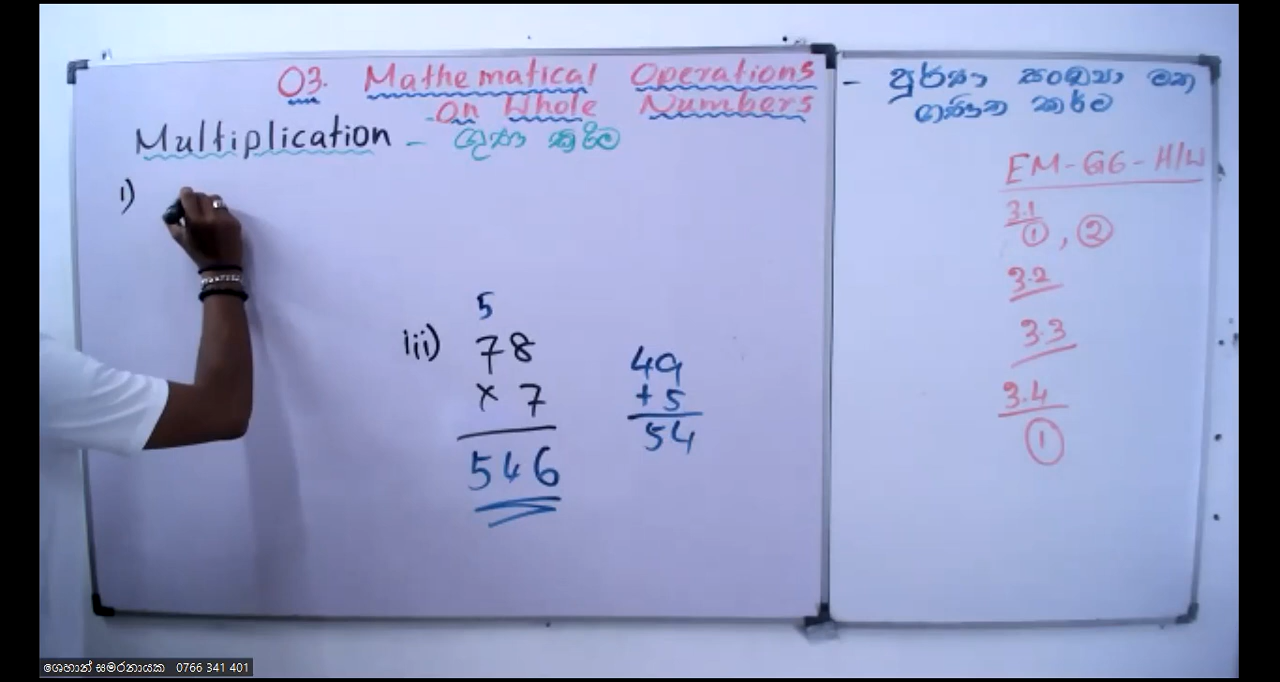 03. Mathematical Operations - පූර්ණ සංඛ්‍යා මත
On Whole Numbers ගණිත කර්ම
Multiplication - ගුණ කිරීම
i)
5
iii) 78
× 7
546
49
+ 5
54
EM-G6-H/W
3.1
①, ②
3.2
3.3
3.4
①
ශෙහාන් සමරනායක 0766 341 401